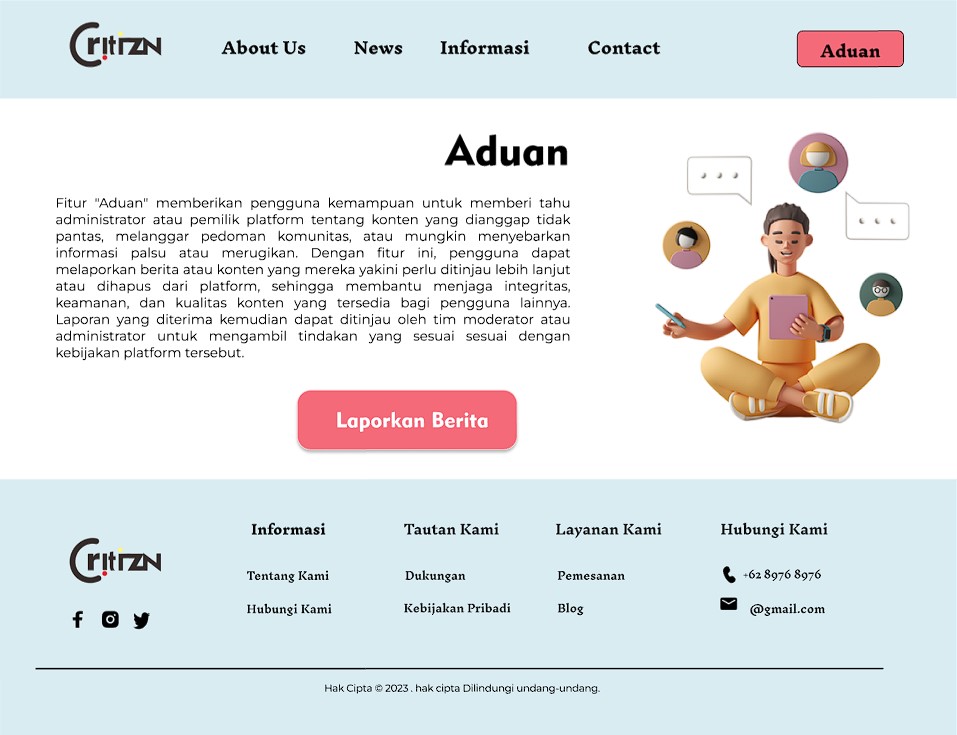 CritizN
About Us
News
Informasi
Contact
Aduan
Aduan
Fitur "Aduan" memberikan pengguna kemampuan untuk memberi tahu
administrator atau pemilik platform tentang konten yang dianggap tidak
pantas, melanggar pedoman komunitas, atau mungkin menyebarkan
informasi palsu atau merugikan. Dengan fitur ini, pengguna dapat
melaporkan berita atau konten yang mereka yakini perlu ditinjau lebih lanjut
atau dihapus dari platform, sehingga membantu menjaga integritas,
keamanan, dan kualitas konten yang tersedia bagi pengguna lainnya.
Laporan yang diterima kemudian dapat ditinjau oleh tim moderator atau
administrator untuk mengambil tindakan yang sesuai sesuai dengan
kebijakan platform tersebut.
Laporkan Berita
CritizN
Informasi
Tentang Kami
Hubungi Kami
Tautan Kami
Dukungan
Kebijakan Pribadi
Layanan Kami
Pemesanan
Blog
Hubungi Kami
+62 8976 8976
@gmail.com
Hak Cipta © 2023 . hak cipta Dilindungi undang-undang.